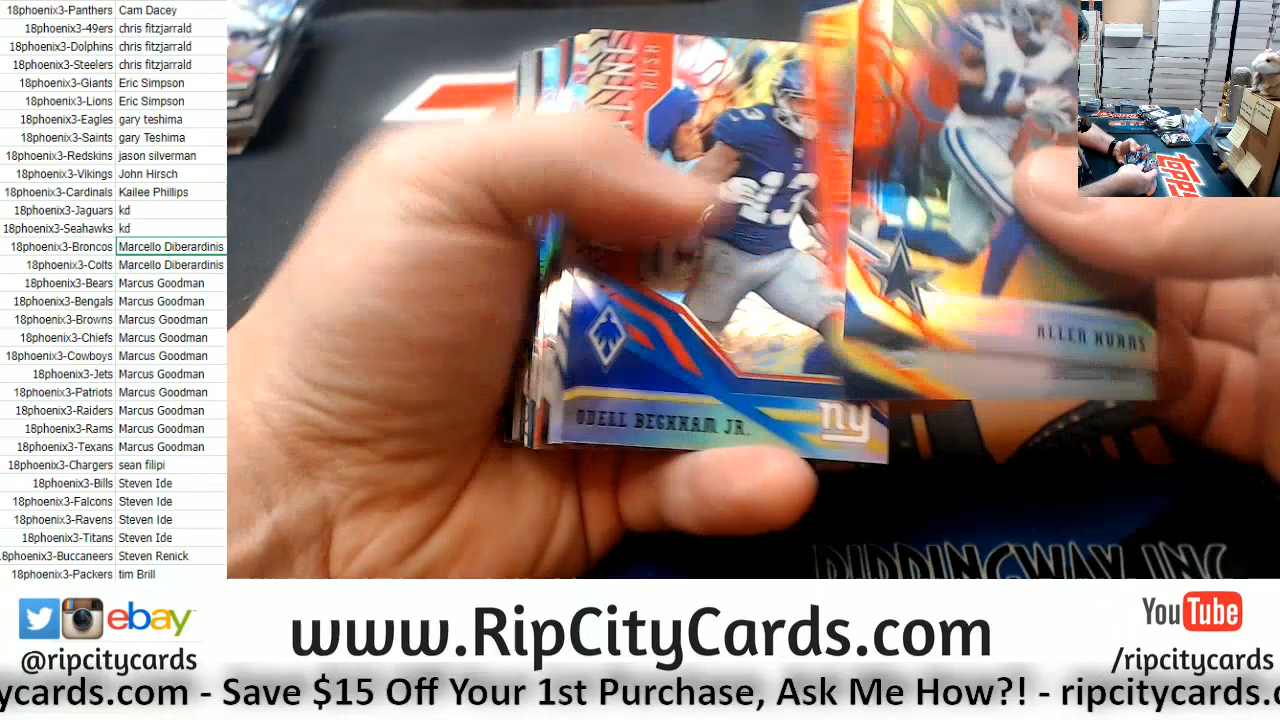 18phoenix3-Panthers Cam Dacey
18phoenix3-49ers chris fitzjarrald
18phoenix3-Dolphins chris fitzjarrald
18phoenix3-Steelers chris fitzjarrald
18phoenix3-Giants Eric Simpson
18phoenix3-Lions Eric Simpson
18phoenix3-Eagles gary teshima
18phoenix3-Saints gary Teshima
18phoenix3-Redskins jason silverman
18phoenix3-Vikings John Hirsch
18phoenix3-Cardinals Kailee Phillips
18phoenix3-Jaguars kd
18phoenix3-Seahawks kd
18phoenix3-Broncos Marcello Diberardinis
18phoenix3-Colts Marcello Diberardinis
18phoenix3-Bears Marcus Goodman
18phoenix3-Bengals Marcus Goodman
18phoenix3-Browns Marcus Goodman
18phoenix3-Chiefs Marcus Goodman
18phoenix3-Cowboys Marcus Goodman
18phoenix3-Jets Marcus Goodman
18phoenix3-Patriots Marcus Goodman
18phoenix3-Raiders Marcus Goodman
18phoenix3-Rams Marcus Goodman
18phoenix3-Texans Marcus Goodman
18phoenix3-Chargers sean filipi
18phoenix3-Bills Steven Ide
18phoenix3-Falcons Steven Ide
18phoenix3-Ravens Steven Ide
18phoenix3-Titans Steven Ide
18phoenix3-Buccaneers Steven Renick
18phoenix3-Packers tim Brill
RUSH
13
ODELL BECKHAM JR.
ny
ALLEN HURNS
topps
ebay
@ripcitycards
www.RipCityCards.com
YouTube
/ripcitycards
ycards.com - Save $15 Off Your 1st Purchase, Ask Me How?! - ripcitycards.c